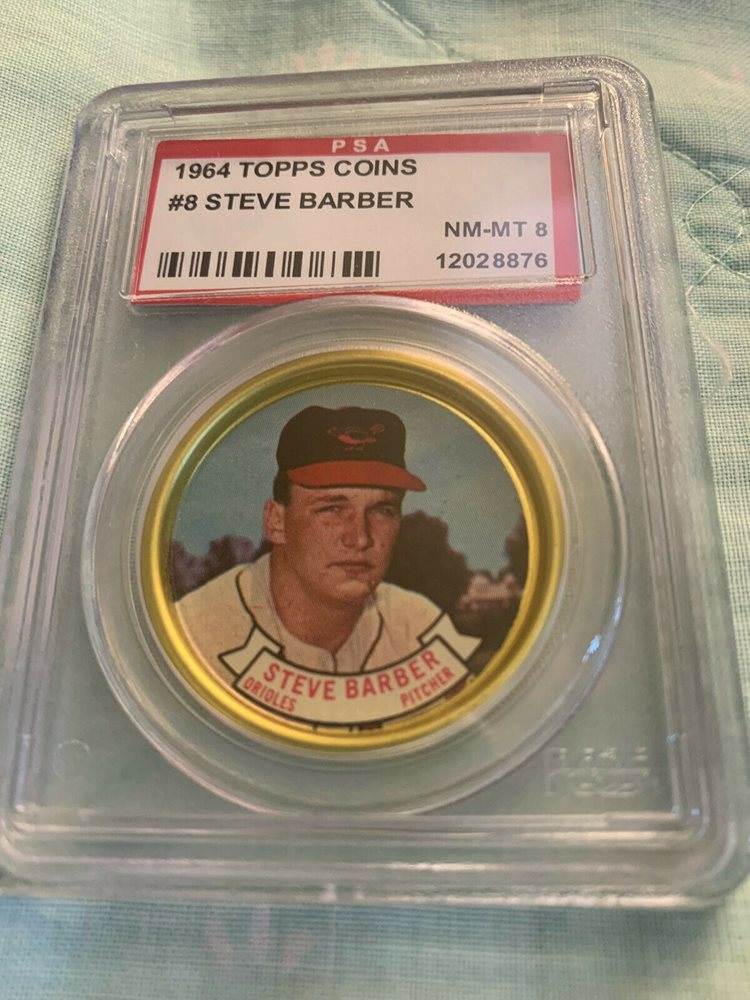 PSA
1964 TOPPS COINS
#8 STEVE BARBER
NM-MT 8
12028876
STEVE BARBER
ORIOLES PITCHER